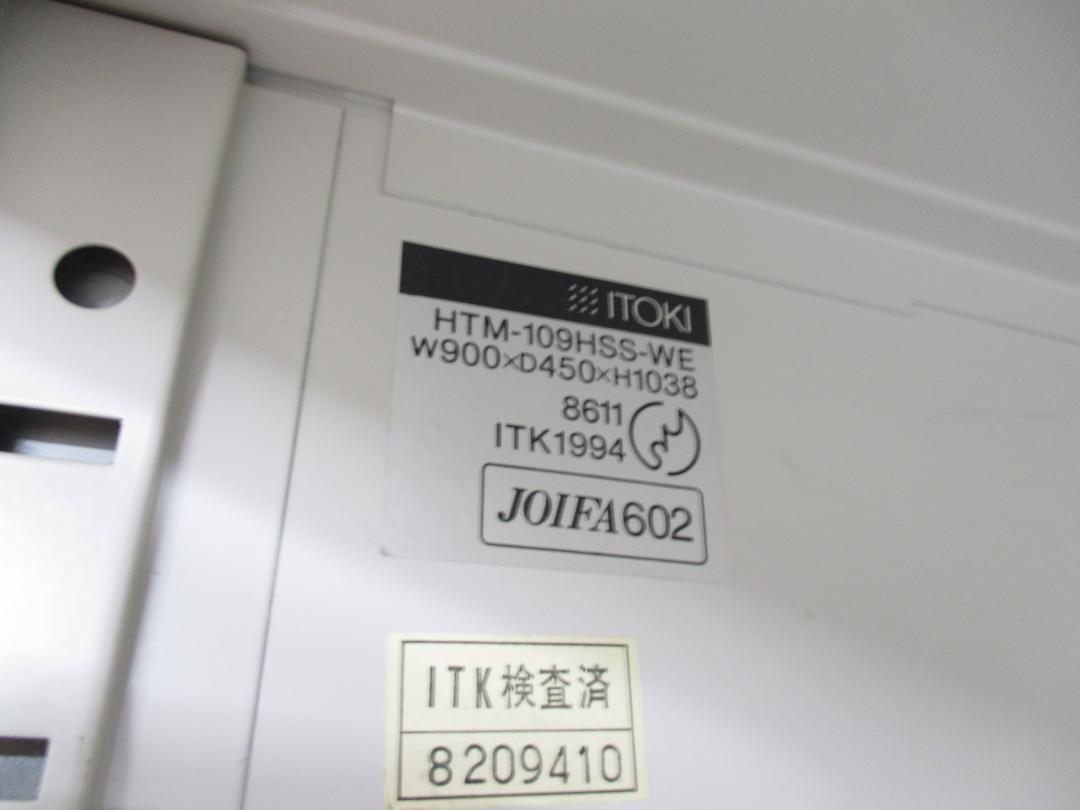 ITOKI
HTM-109HSS-WE
W900×D450×H1038
8611
ITK1994
JOIFA602
ITK検査済
8209410